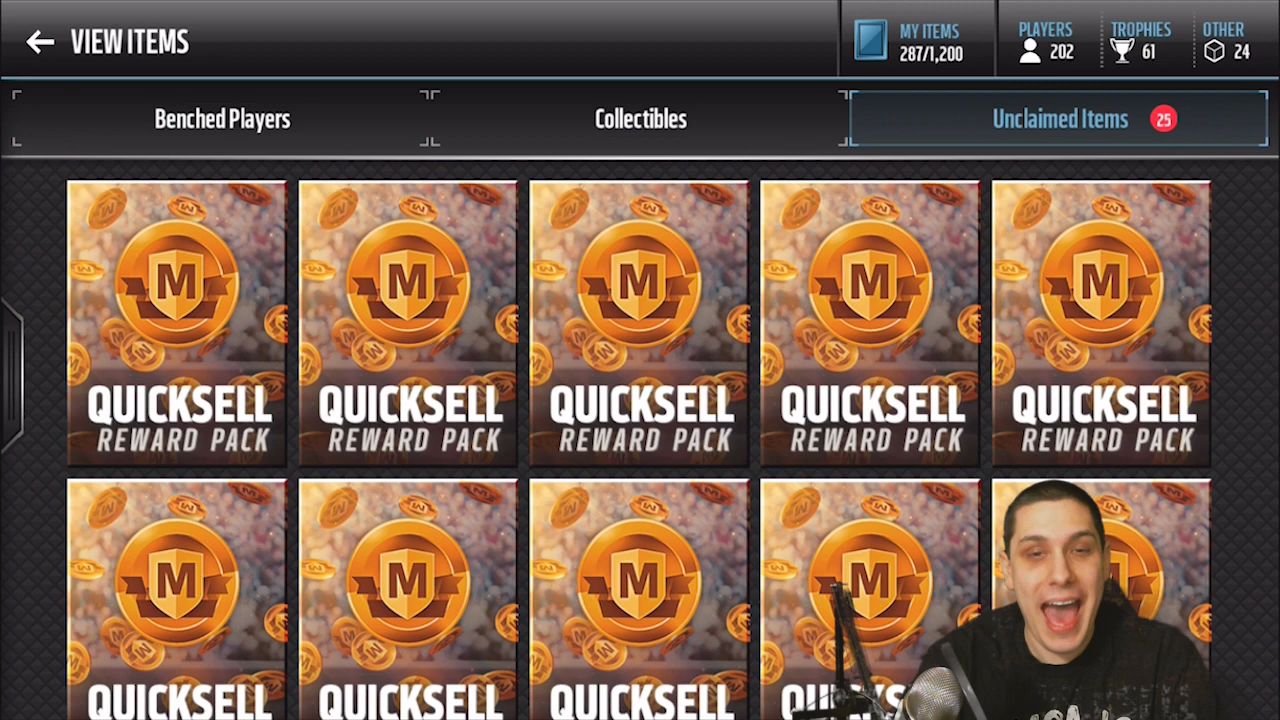 VIEW ITEMS
MY ITEMS
287/1,200
PLAYERS
202
TROPHIES
61
OTHER
24
Benched Players
Collectibles
Unclaimed Items
25
M
M
M
M
M
QUICKSELL
REWARD PACK
QUICKSELL
REWARD PACK
QUICKSELL
REWARD PACK
QUICKSELL
REWARD PACK
QUICKSELL
REWARD PACK
M
M
M
M
QUICKSELL
QUICKSELL
QUICKSELL